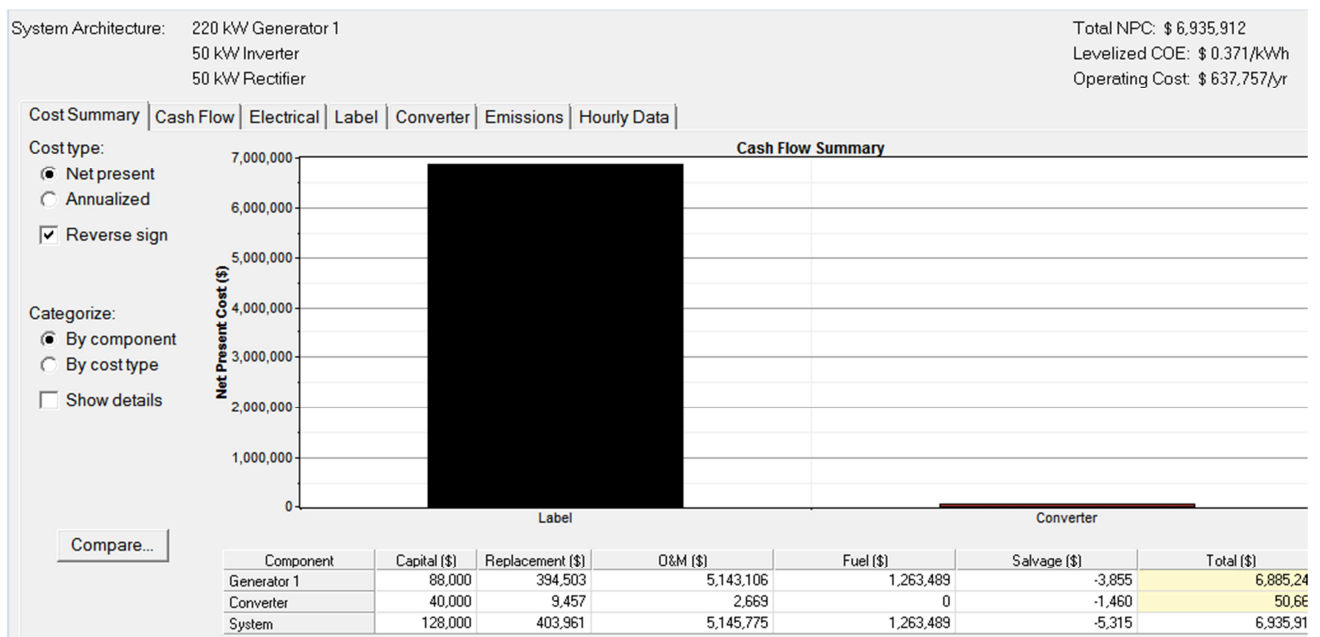 System Architecture: 220 kW Generator 1 Total NPC: $ 6,935,912
50 kW Inverter Levelized COE: $ 0.371/kWh
50 kW Rectifier Operating Cost: $ 637,757/yr
Cost Summary Cash Flow Electrical Label Converter Emissions Hourly Data
Cost type:
Net present
Annualized
Reverse sign
Categorize:
By component
By cost type
Show details
Compare...
Cash Flow Summary
Net Present Cost ($)
7,000,000
6,000,000
5,000,000
4,000,000
3,000,000
2,000,000
1,000,000
0
Label Converter
Component Capital ($) Replacement ($) O&M ($) Fuel ($) Salvage ($) Total ($)
Generator 1 88,000 394,503 5,143,106 1,263,489 -3,855 6,885,24
Converter 40,000 9,457 2,669 0 -1,460 50,66
System 128,000 403,961 5,145,775 1,263,489 -5,315 6,935,91